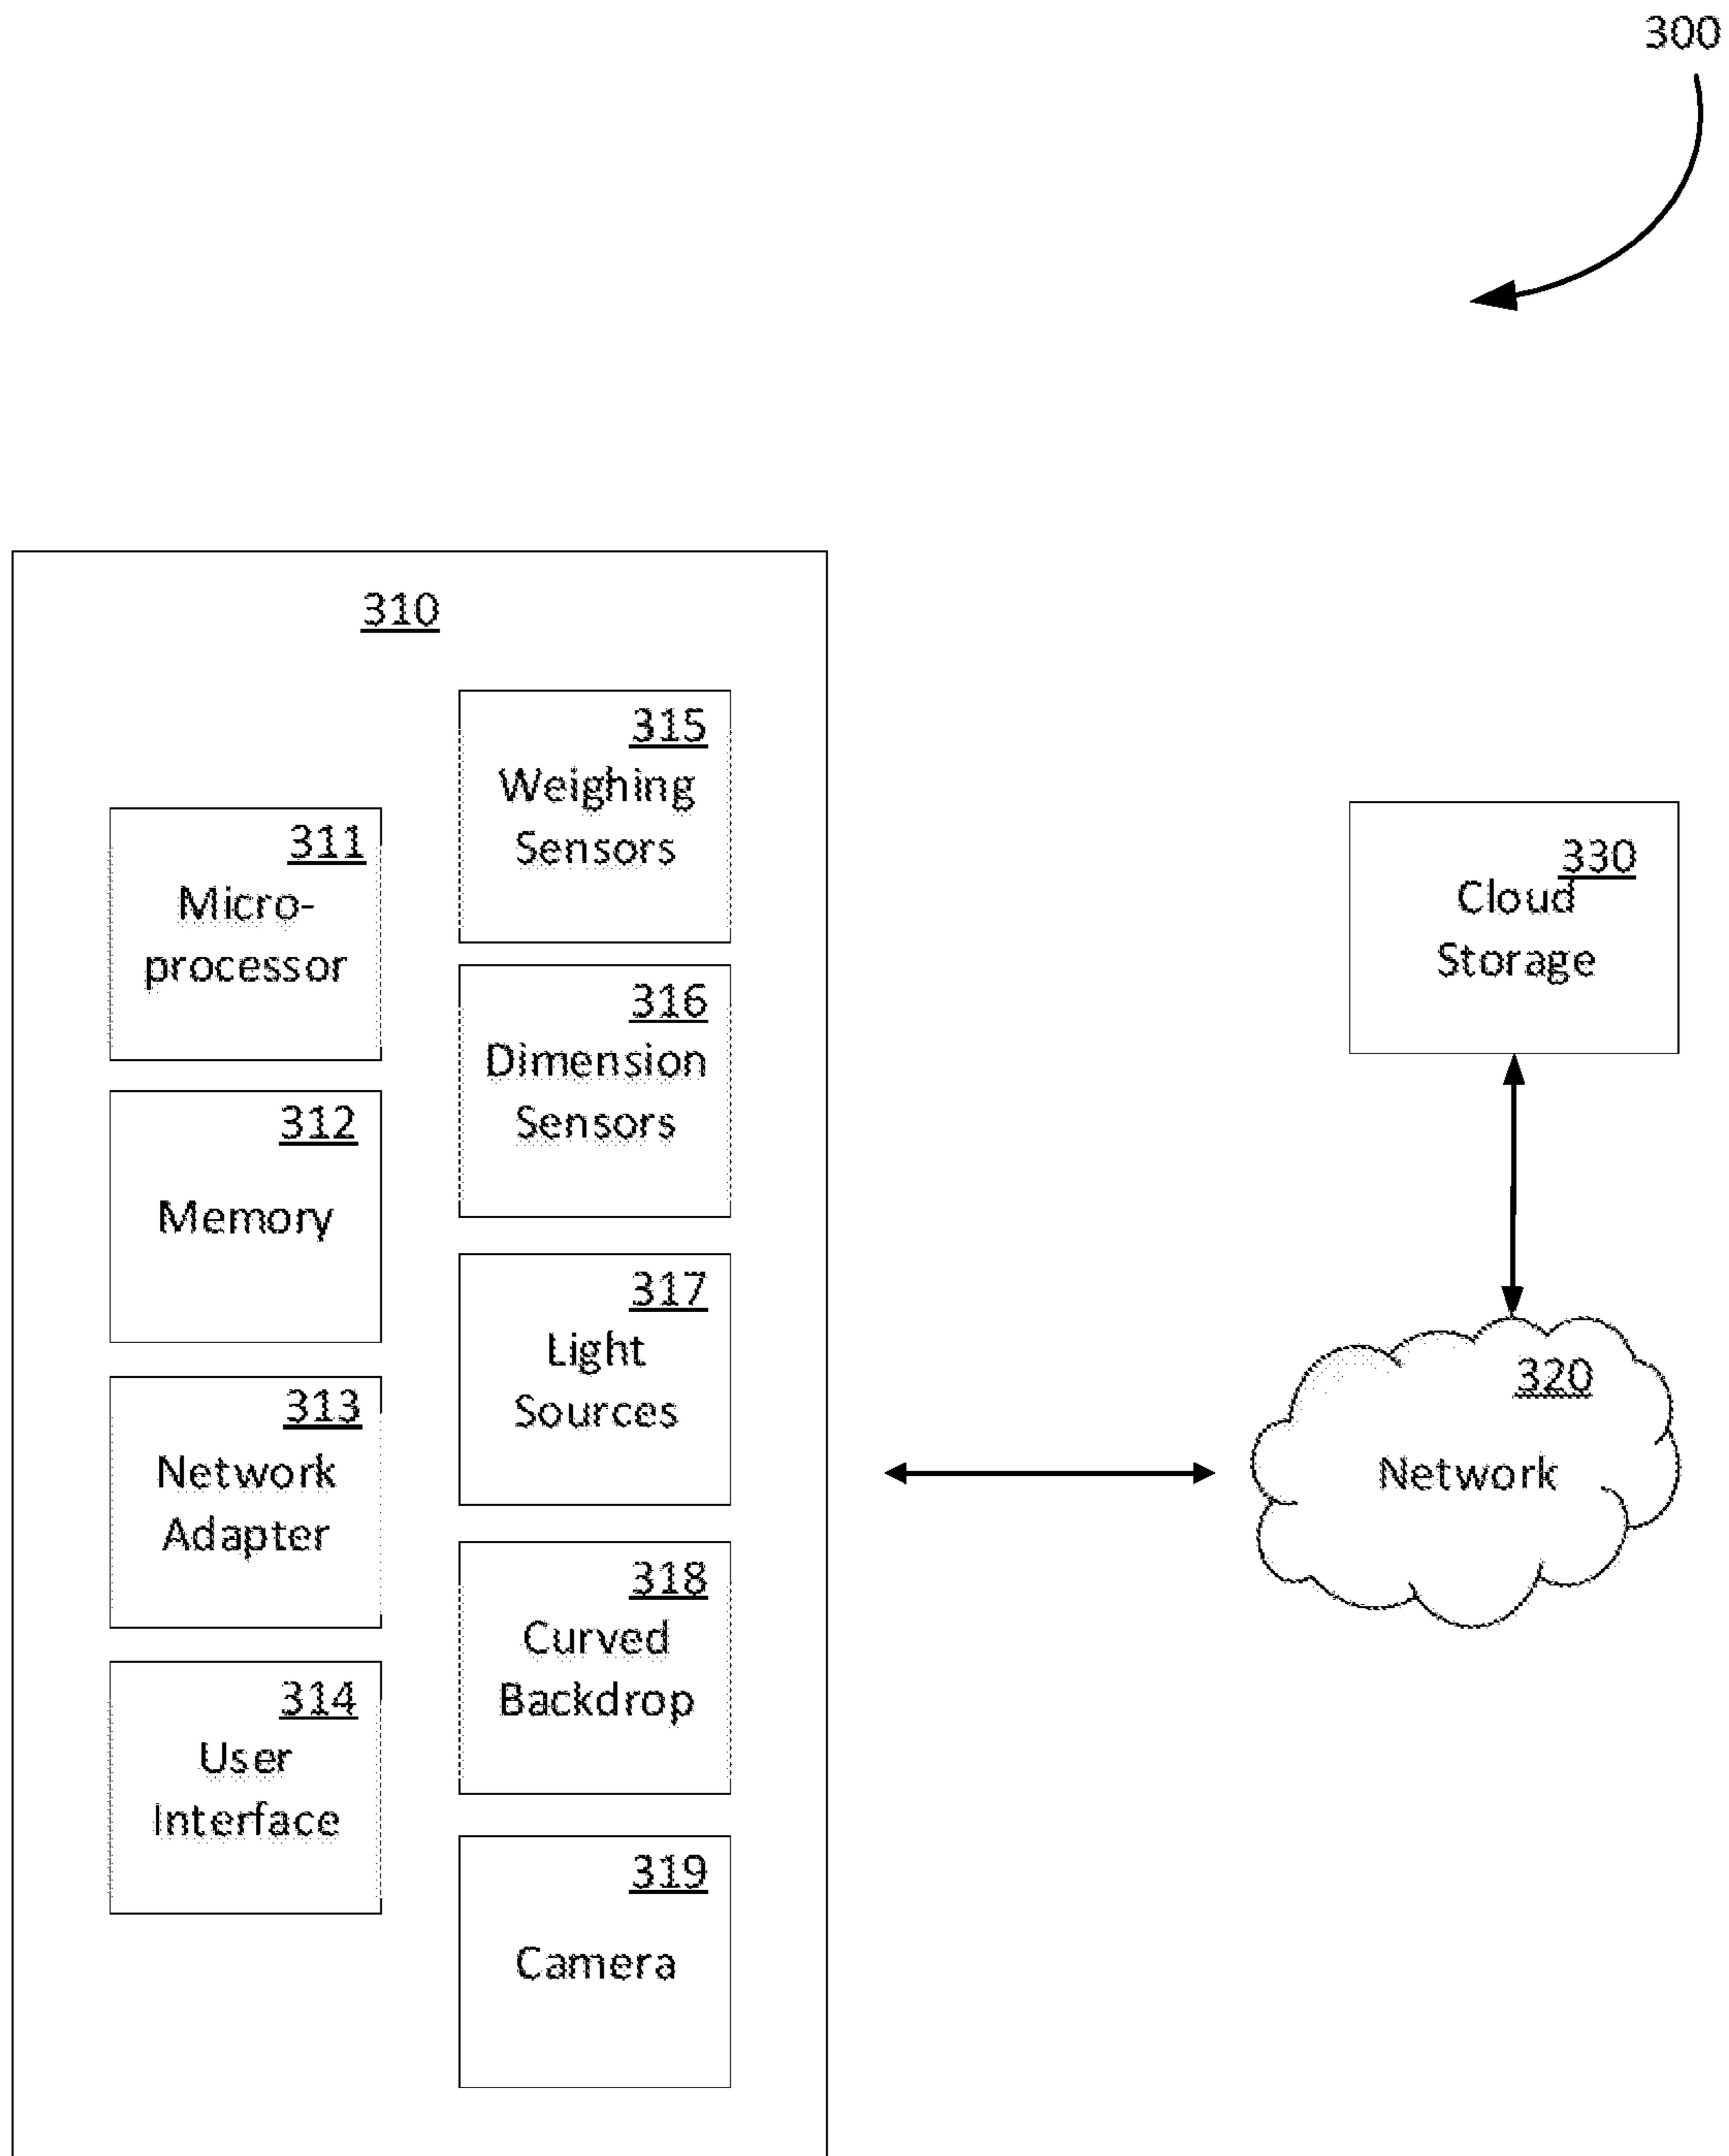 300
310
311
Micro-
processor
312
Memory
313
Network
Adapter
314
User
Interface
315
Weighing
Sensors
316
Dimension
Sensors
317
Light
Sources
318
Curved
Backdrop
319
Camera
330
Cloud
Storage
320
Network